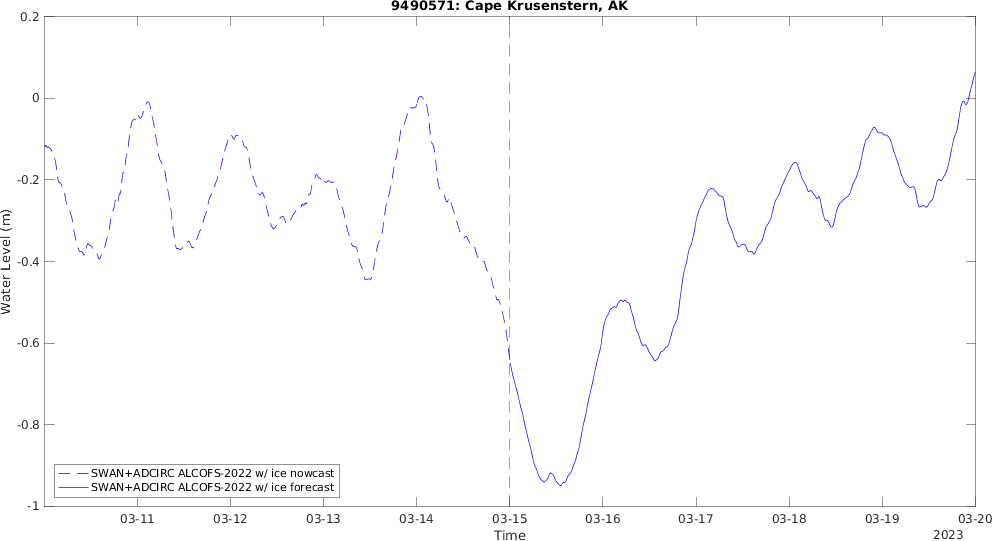 9490571: Cape Krusenstern, AK
0.2
0
-0.2
-0.4
-0.6
-0.8
-1
Water Level (m)
SWAN+ADCIRC ALCOFS-2022 w/ ice nowcast
SWAN+ADCIRC ALCOFS-2022 w/ ice forecast
03-11 03-12 03-13 03-14 03-15 03-16 03-17 03-18 03-19 03-20
Time
2023